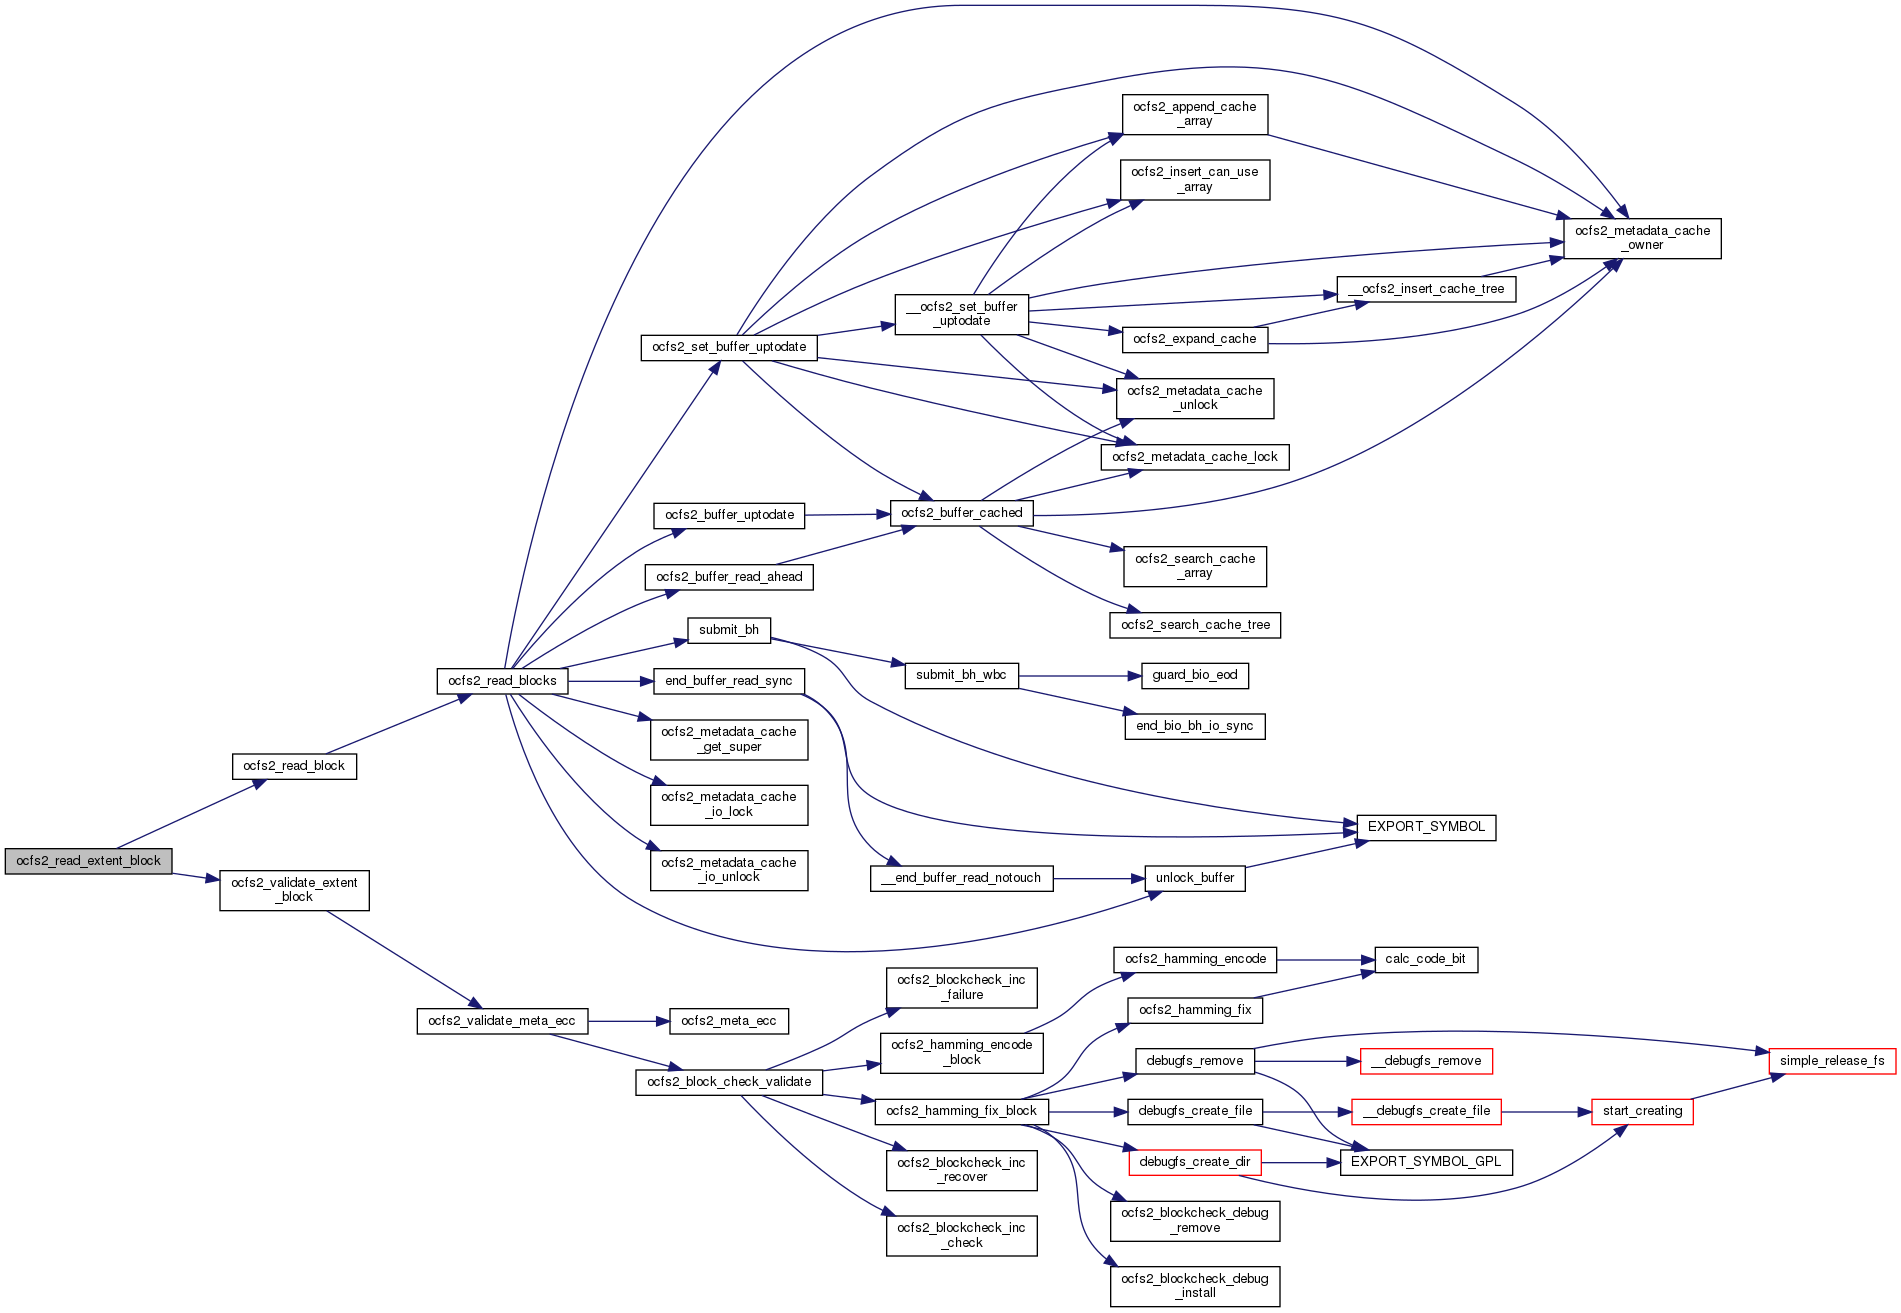 ocfs2_read_extent_block
ocfs2_read_block
ocfs2_validate_extent
_block
ocfs2_read_blocks
ocfs2_validate_meta_ecc
ocfs2_set_buffer_uptodate
ocfs2_buffer_uptodate
ocfs2_buffer_read_ahead
submit_bh
end_buffer_read_sync
ocfs2_metadata_cache
_get_super
ocfs2_metadata_cache
_io_lock
ocfs2_metadata_cache
_io_unlock
ocfs2_meta_ecc
ocfs2_block_check_validate
__ocfs2_set_buffer
_uptodate
ocfs2_buffer_cached
submit_bh_wbc
__end_buffer_read_notouch
ocfs2_blockcheck_inc
_failure
ocfs2_hamming_encode
_block
ocfs2_hamming_fix_block
ocfs2_blockcheck_inc
_recover
ocfs2_blockcheck_inc
_check
ocfs2_append_cache
_array
ocfs2_insert_can_use
_array
ocfs2_expand_cache
ocfs2_metadata_cache
_unlock
ocfs2_metadata_cache_lock
ocfs2_search_cache
_array
ocfs2_search_cache_tree
guard_bio_eod
end_bio_bh_io_sync
unlock_buffer
ocfs2_hamming_encode
ocfs2_hamming_fix
debugfs_remove
debugfs_create_file
debugfs_create_dir
ocfs2_blockcheck_debug
_remove
ocfs2_blockcheck_debug
_install
__ocfs2_insert_cache_tree
EXPORT_SYMBOL
calc_code_bit
__debugfs_remove
__debugfs_create_file
EXPORT_SYMBOL_GPL
ocfs2_metadata_cache
_owner
start_creating
simple_release_fs